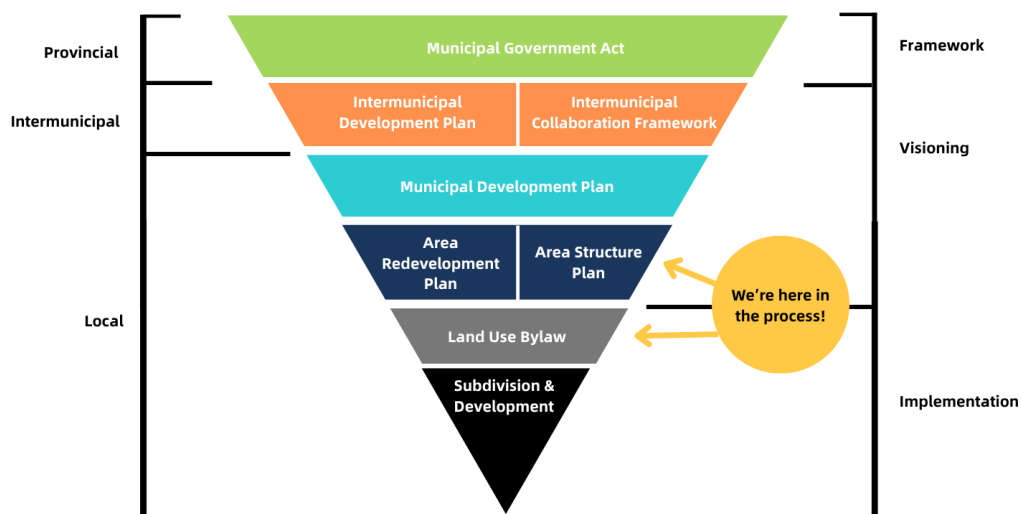 Provincial
Municipal Government Act
Framework
Intermunicipal
Intermunicipal
Development Plan
Intermunicipal
Collaboration Framework
Visioning
Municipal Development Plan
Area
Redevelopment
Plan
Area Structure
Plan
We’re here in
the process!
Local
Land Use Bylaw
Subdivision &
Development
Implementation